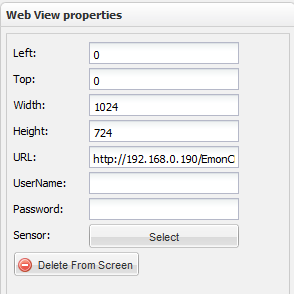 Web View properties
Left: 0
Top: 0
Width: 1024
Height: 724
URL: http://192.168.0.190/EmonC
UserName:
Password:
Sensor: Select
Delete From Screen